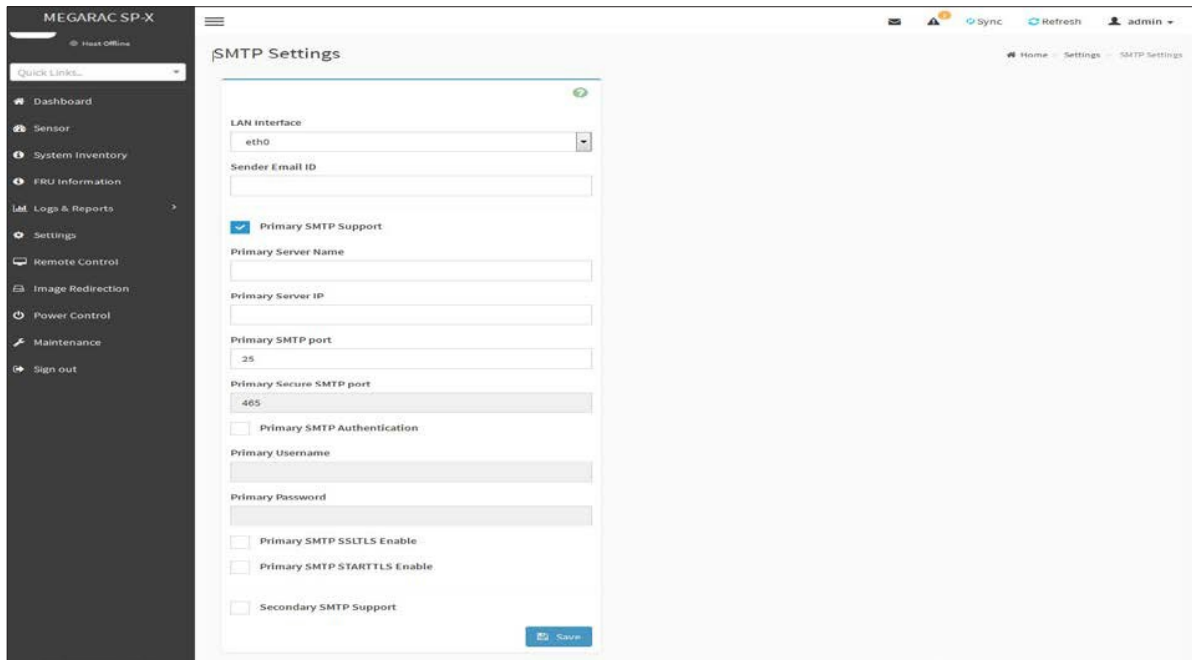 MEGARAC SP-X
Host Offline
Quick Links...
Dashboard
Sensor
System Inventory
FRU Information
Logs & Reports
Settings
Remote Control
Image Redirection
Power Control
Maintenance
Sign out
Sync
Refresh
admin
SMTP Settings
Home
Settings
SMTP Settings
LAN Interface
eth0
Sender Email ID
Primary SMTP Support
Primary Server Name
Primary Server IP
Primary SMTP port
25
Primary Secure SMTP port
465
Primary SMTP Authentication
Primary Username
Primary Password
Primary SMTP SSLTLS Enable
Primary SMTP STARTTLS Enable
Secondary SMTP Support
Save